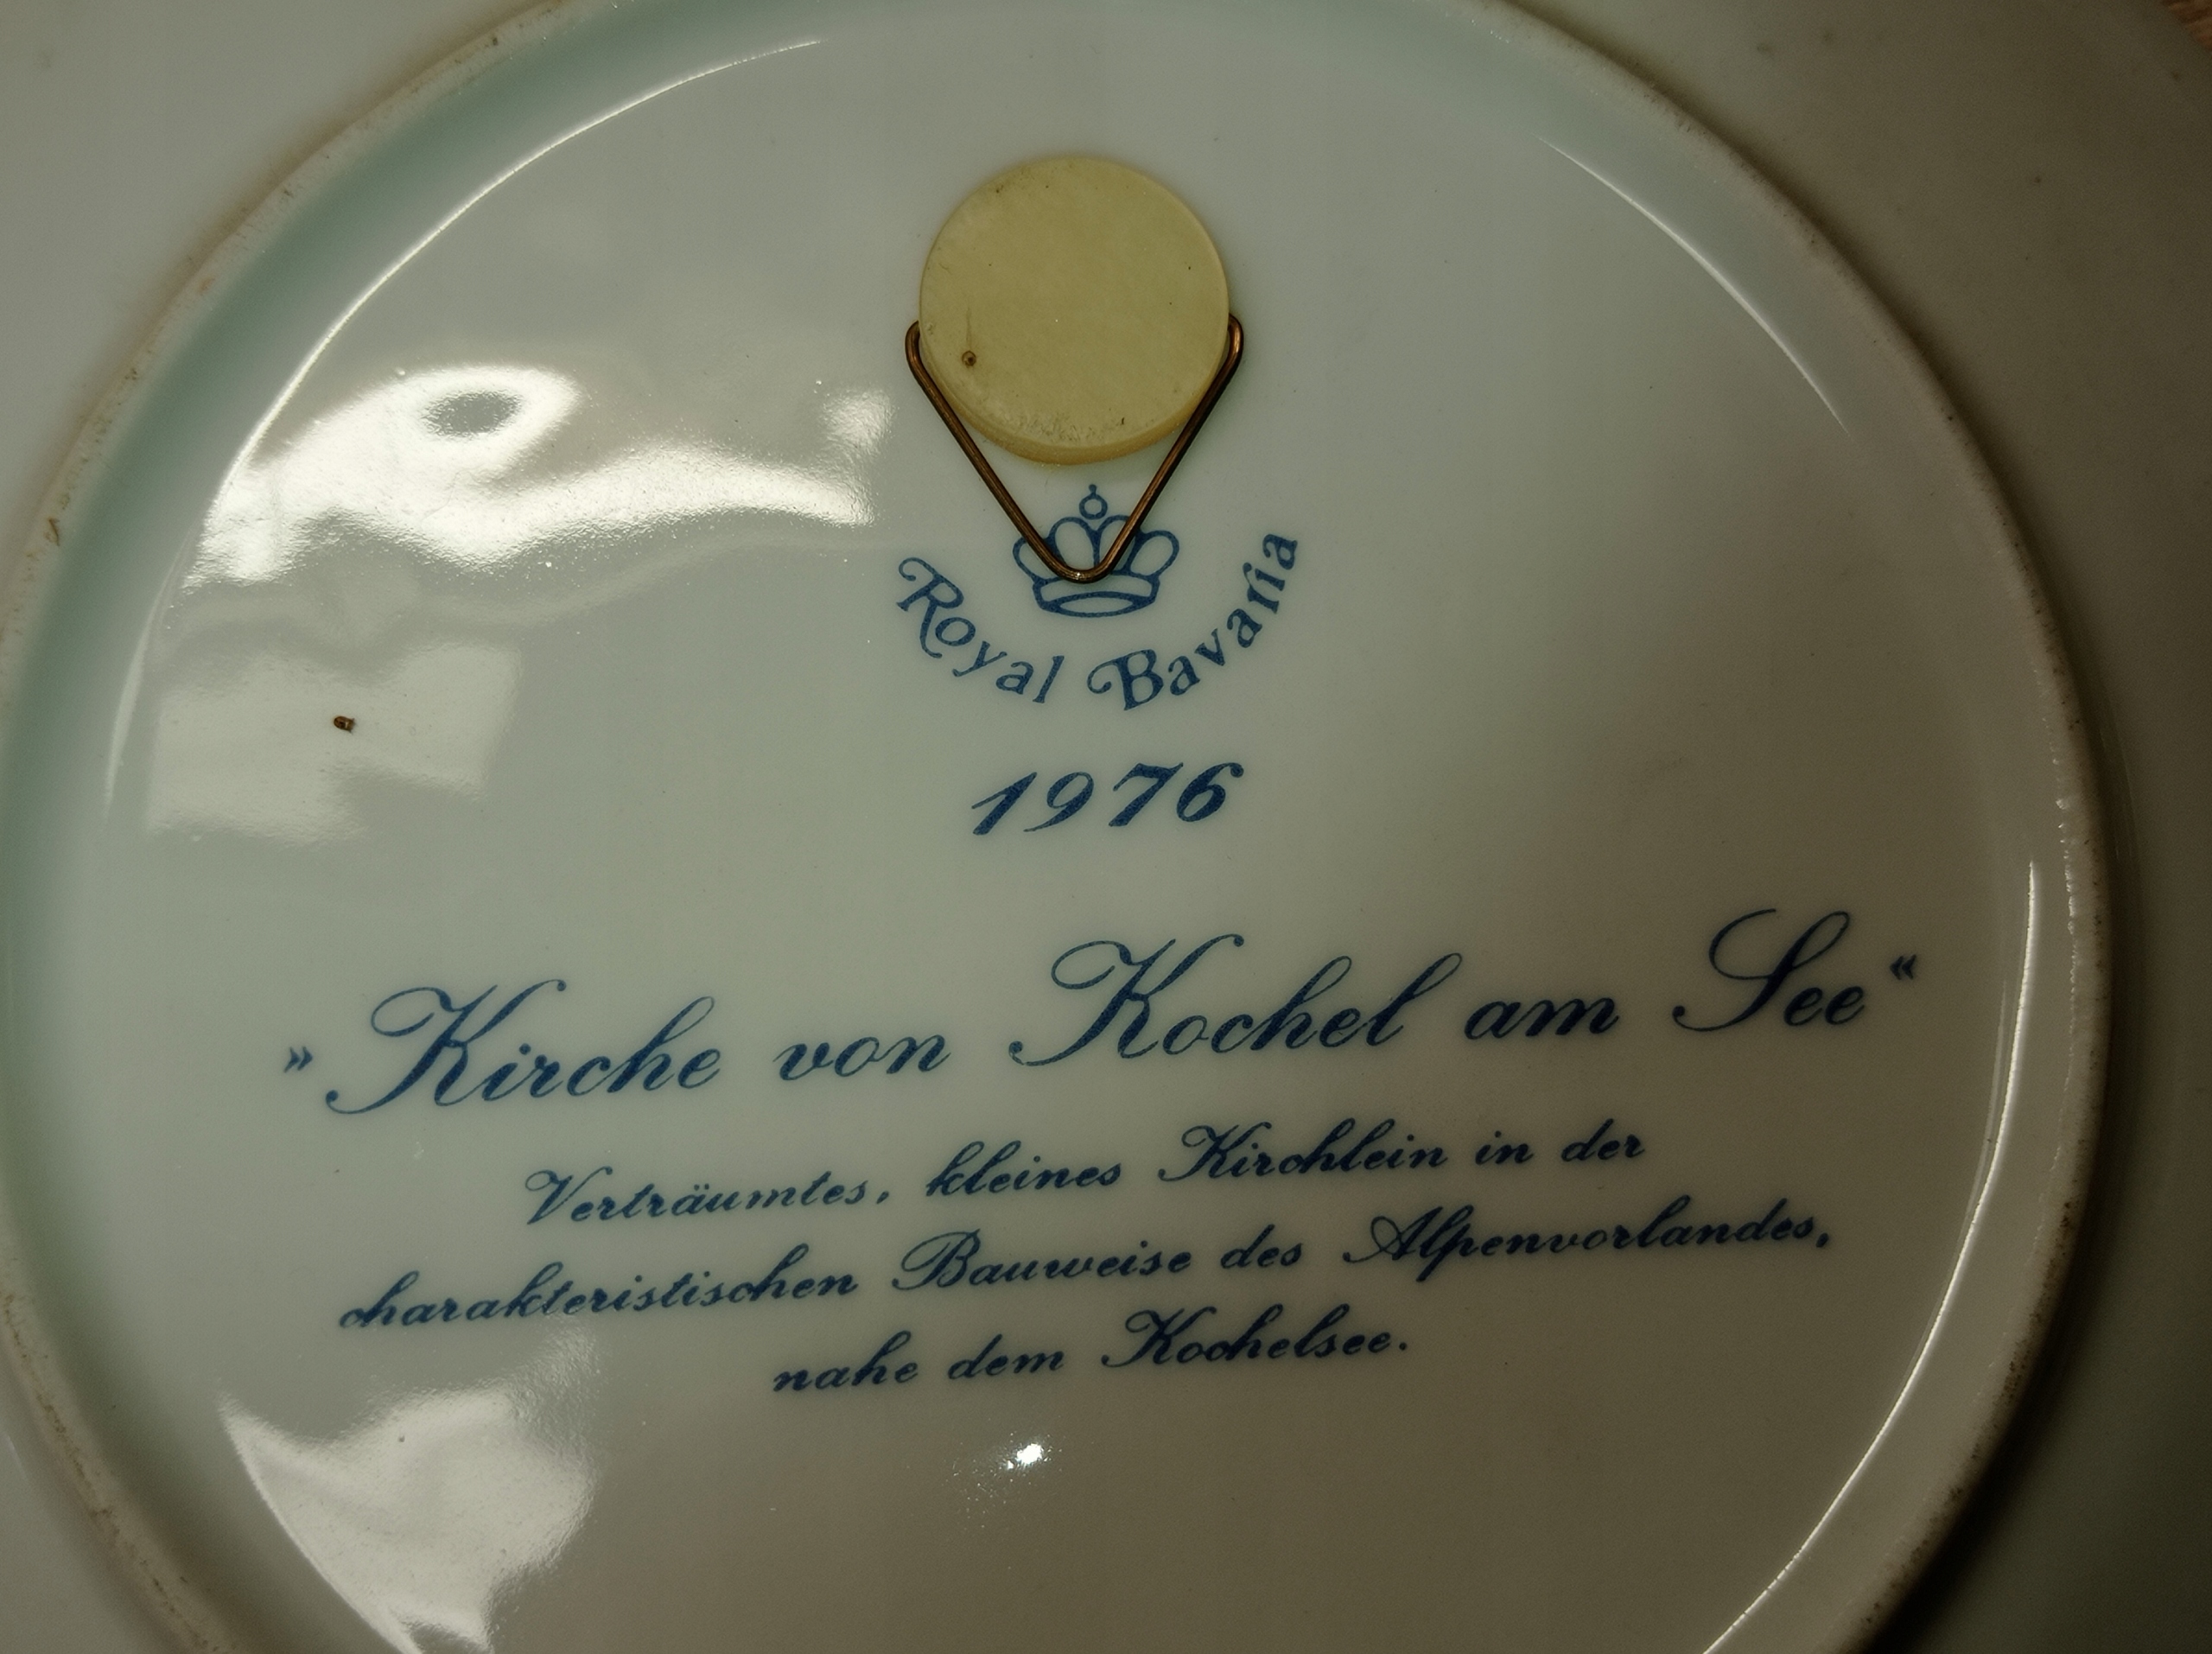 Royal Bavaria
1976
»Kirche von Kochel am See«
Verträumtes, kleines Kirchlein in der
charakteristischen Bauweise des Alpenvorlandes,
nahe dem Kochelsee.